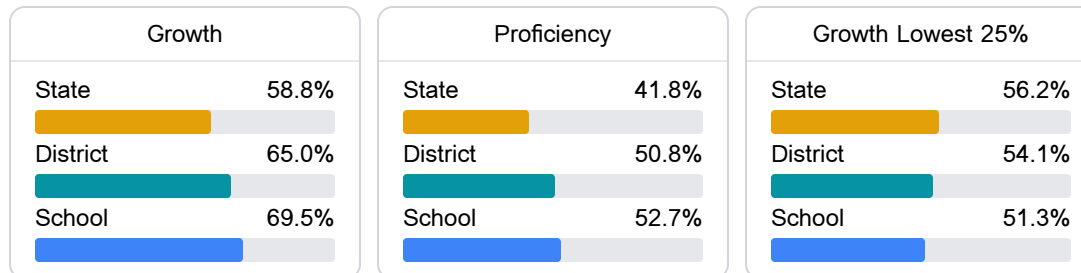 Growth
State 58.8%
District 65.0%
School 69.5%
Proficiency
State 41.8%
District 50.8%
School 52.7%
Growth Lowest 25%
State 56.2%
District 54.1%
School 51.3%